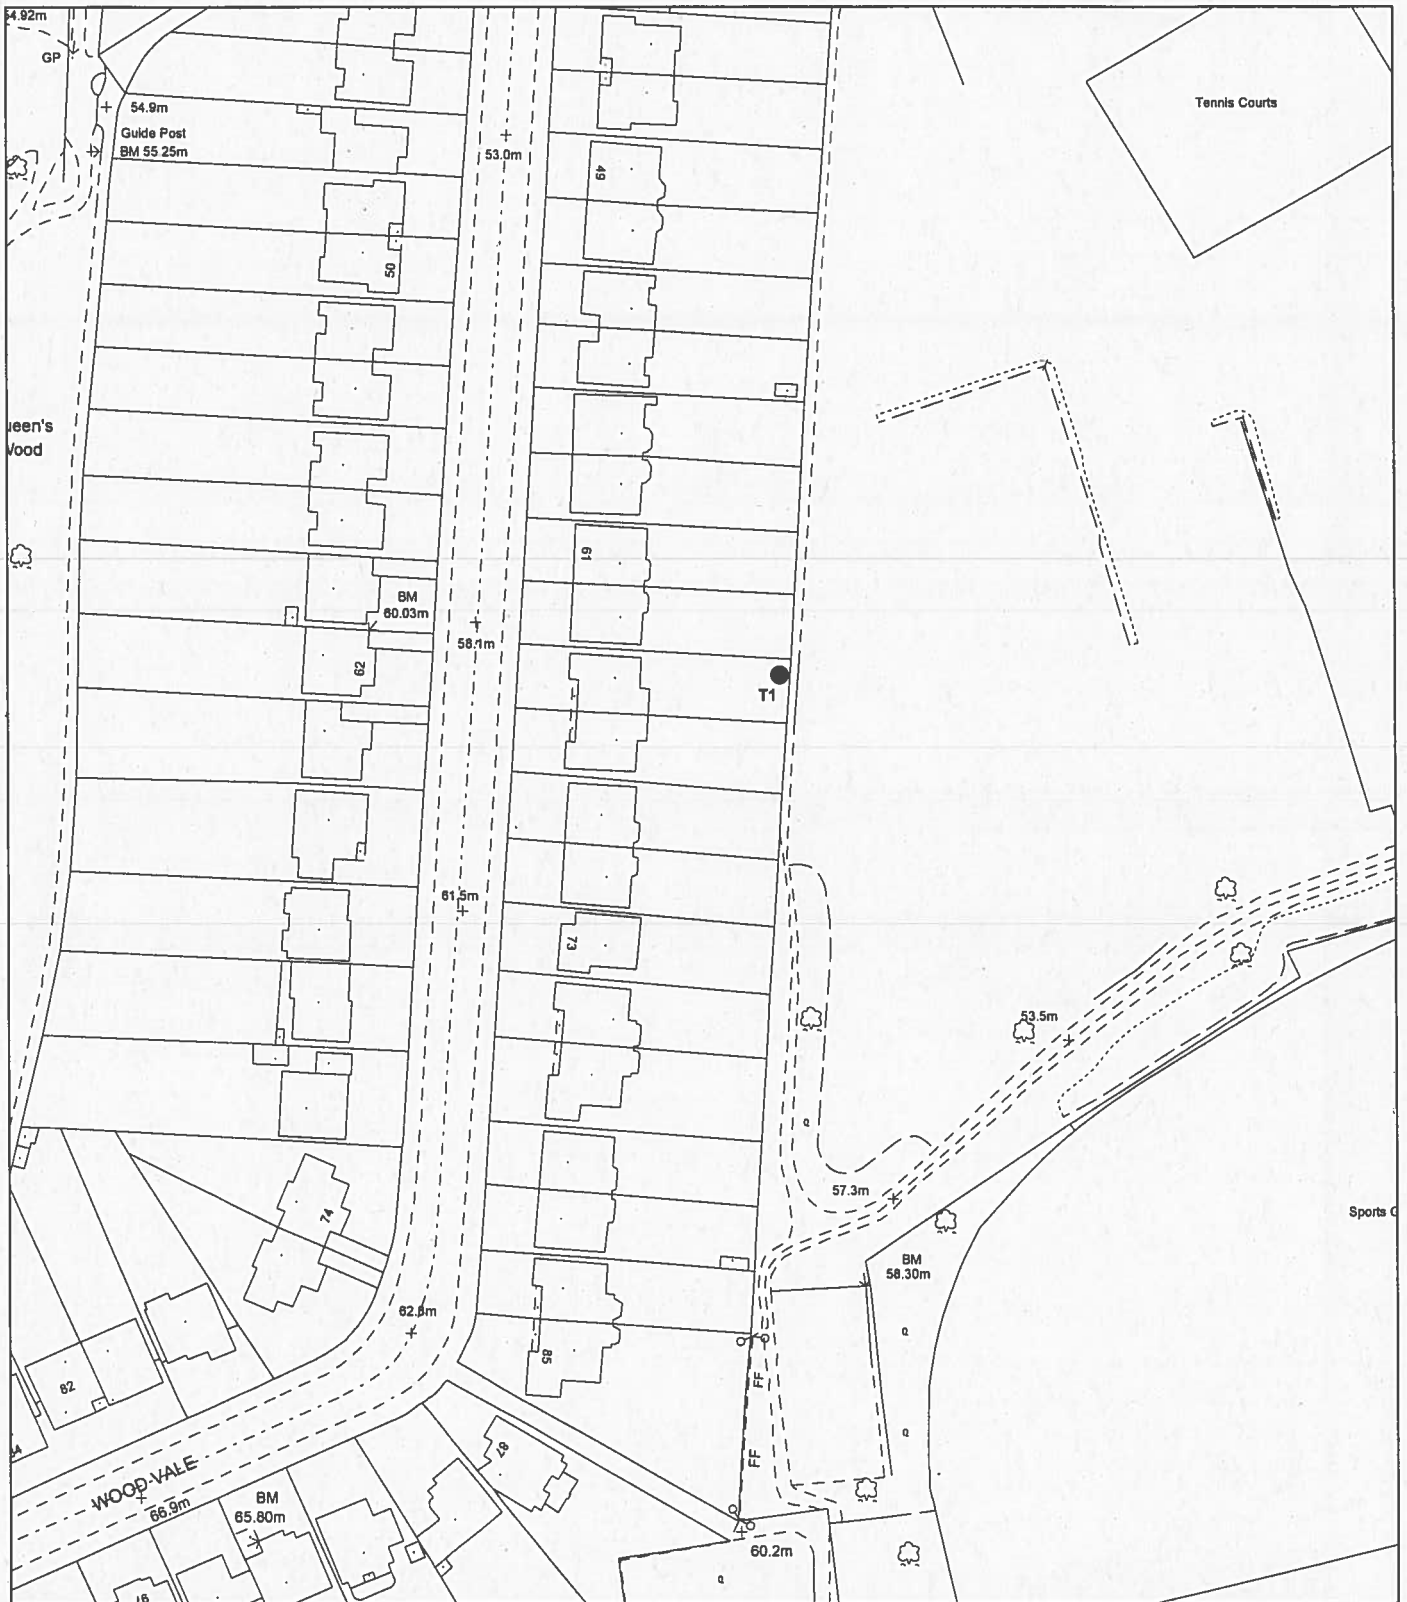 54.92m
GP
54.9m
Guide Post
BM 55.25m
Tennis Courts
53.0m
49
50
ueen's
Wood
61
BM
60.03m
58.1m
62
T1
61.5m
73
53.5m
57.3m
74
Sports C
BM
58.30m
62.8m
85
82
84
FF
FF
87
WOOD VALE
66.9m
BM
65.80m
60.2m